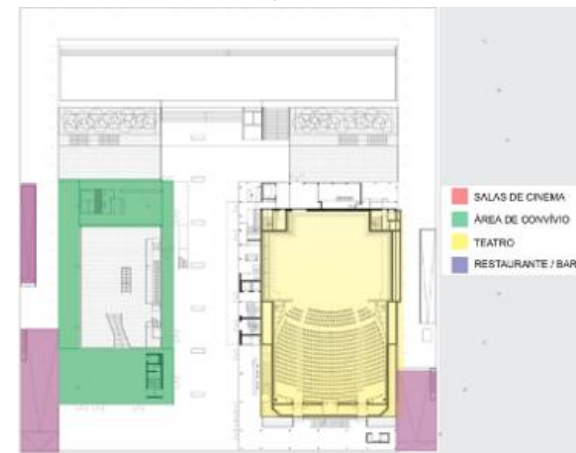 SALAS DE CINEMA
ÁREA DE CONVÍVIO
TEATRO
RESTAURANTE / BAR